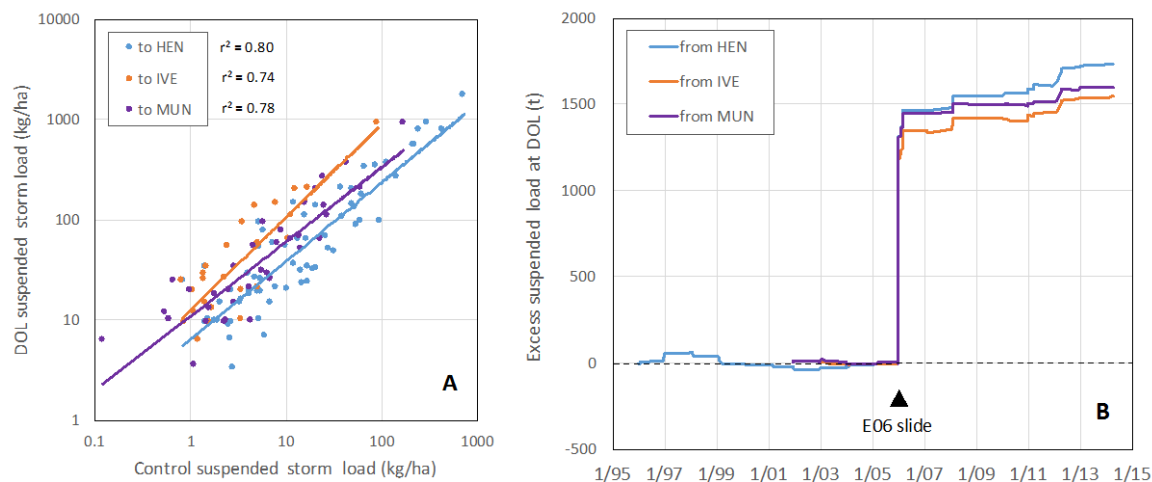 DOL suspended storm load (kg/ha)
10000
1000
100
10
1
0.1
1
10
100
1000
Control suspended storm load (kg/ha)
to HEN r² = 0.80
to IVE r² = 0.74
to MUN r² = 0.78
A
Excess suspended load at DOL (t)
2000
1500
1000
500
0
-500
1/95
1/97
1/99
1/01
1/03
1/05
1/07
1/09
1/11
1/13
1/15
from HEN
from IVE
from MUN
E06 slide
B